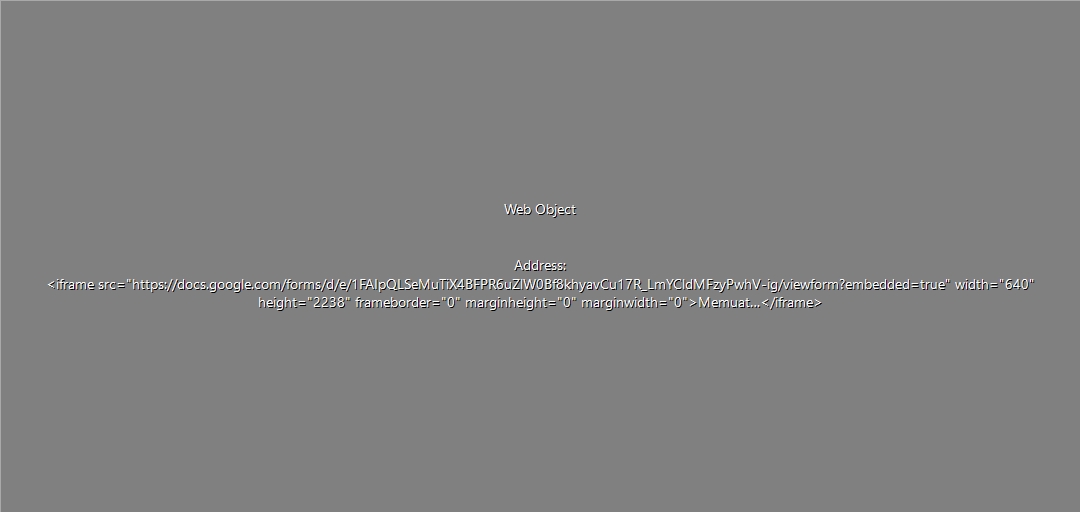 Web Object
Address:
<iframe src="https://docs.google.com/forms/d/e/1FAIpQLSeMuTiX4BFPR6uZlW0Bf8khyavCu17R_LmYCldMFzyPwhV-ig/viewform?embedded=true" width="640"
height="2238" frameborder="0" marginheight="0" marginwidth="0">Memuat...</iframe>